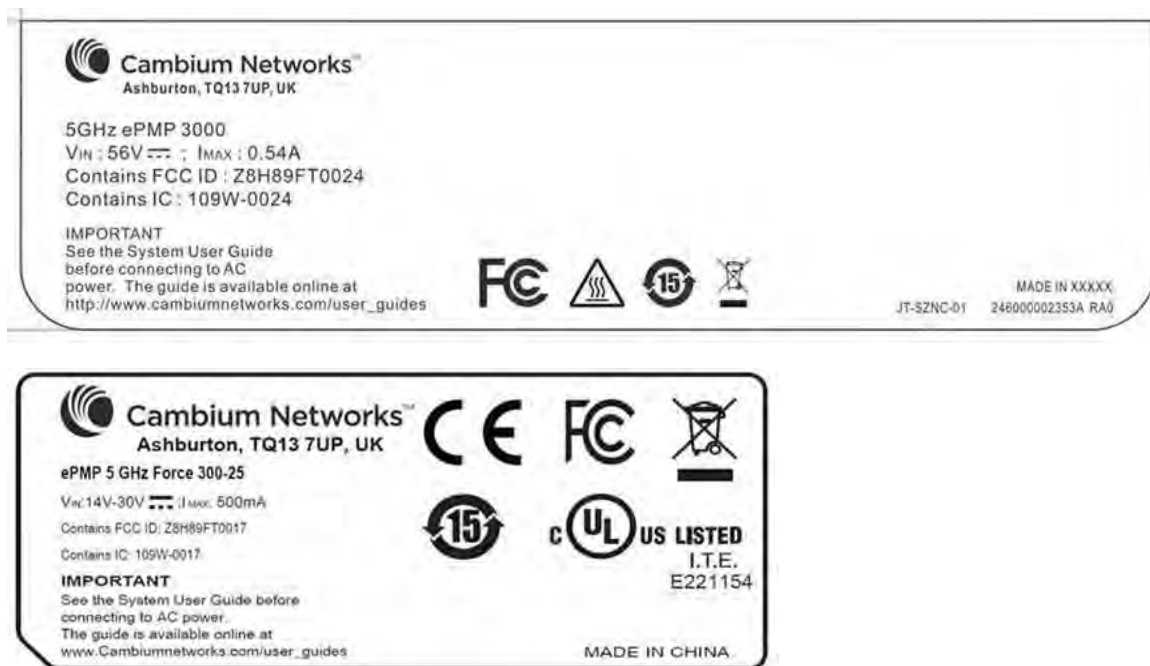 Cambium Networks™
Ashburton, TQ13 7UP, UK
5GHz ePMP 3000
VIN : 56V ; IMAX : 0.54A
Contains FCC ID : Z8H89FT0024
Contains IC : 109W-0024
IMPORTANT
See the System User Guide
before connecting to AC
power. The guide is available online at
http://www.cambiumnetworks.com/user_guides
FC
15
MADE IN XXXXX
JT-SZNC-01 246000002353A RA0
Cambium Networks™
Ashburton, TQ13 7UP, UK
ePMP 5 GHz Force 300-25
VIN:14V-30V ;IMAX: 500mA
Contains FCC ID: Z8H89FT0017
Contains IC: 109W-0017
IMPORTANT
See the System User Guide before
connecting to AC power.
The guide is available online at
www.Cambiumnetworks.com/user_guides
CE FC
15
C UL US LISTED
I.T.E.
E221154
MADE IN CHINA